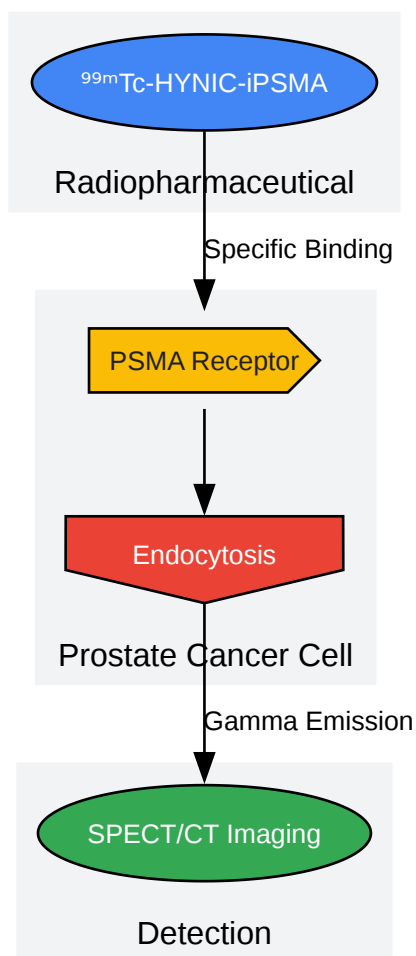 ⁹⁹ᵐTc-HYNIC-iPSMA
Radiopharmaceutical
Specific Binding
PSMA Receptor
Endocytosis
Prostate Cancer Cell
Gamma Emission
SPECT/CT Imaging
Detection